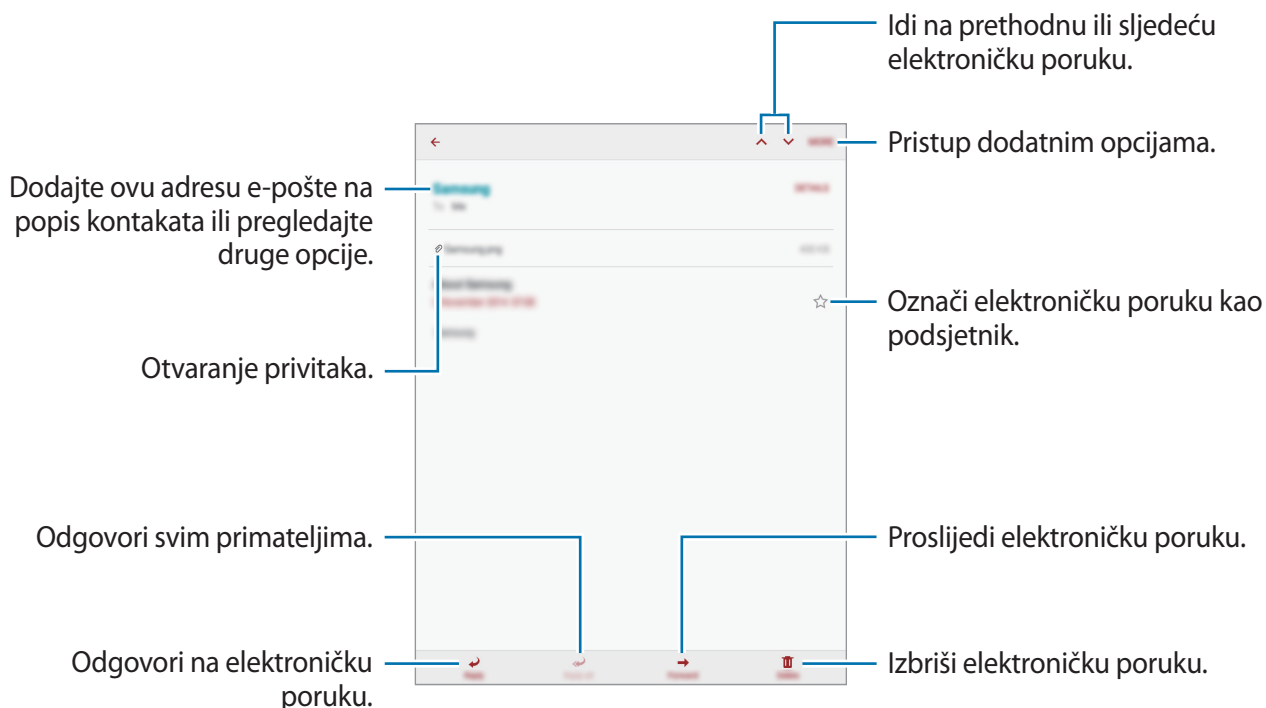 Idi na prethodnu ili sljedeću
elektroničku poruku.
Pristup dodatnim opcijama.
Dodajte ovu adresu e-pošte na
popis kontakata ili pregledajte
druge opcije.
Samsung
Označi elektroničku poruku kao
podsjetnik.
Otvaranje privitaka.
Odgovori svim primateljima.
Proslijedi elektroničku poruku.
Odgovori na elektroničku
poruku.
Izbriši elektroničku poruku.